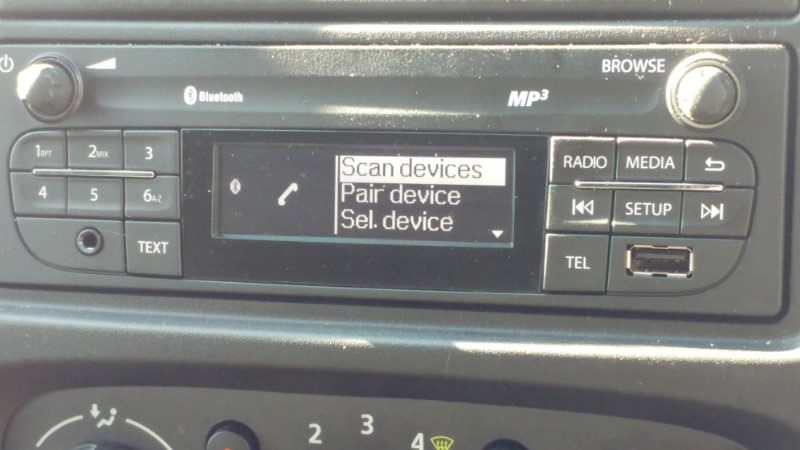 BROWSE
Bluetooth
MP3
1RPT
2MIX
3
Scan devices
RADIO
MEDIA
Pair device
4
5
6A-Z
Sel. device
SETUP
TEXT
TEL
2
3
4